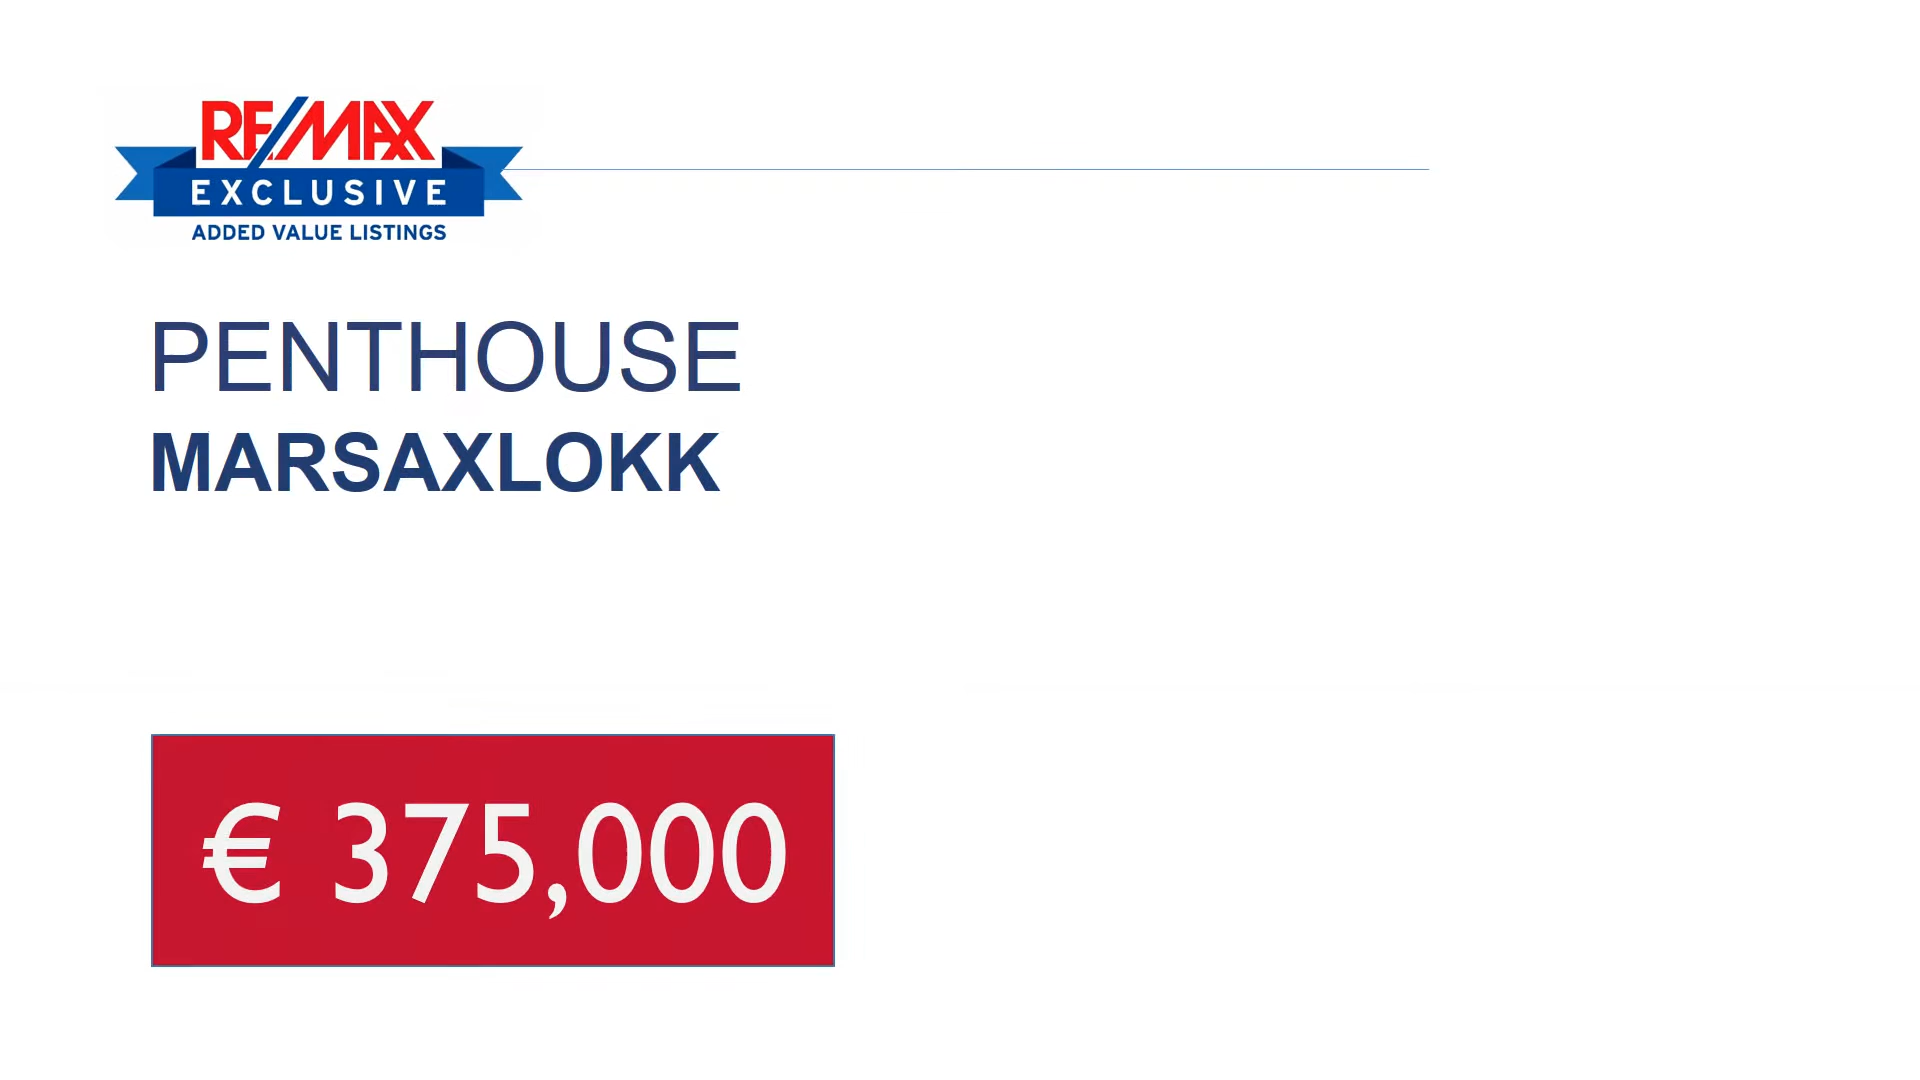 RE/MAX
EXCLUSIVE
ADDED VALUE LISTINGS
PENTHOUSE
MARSAXLOKK
€ 375,000